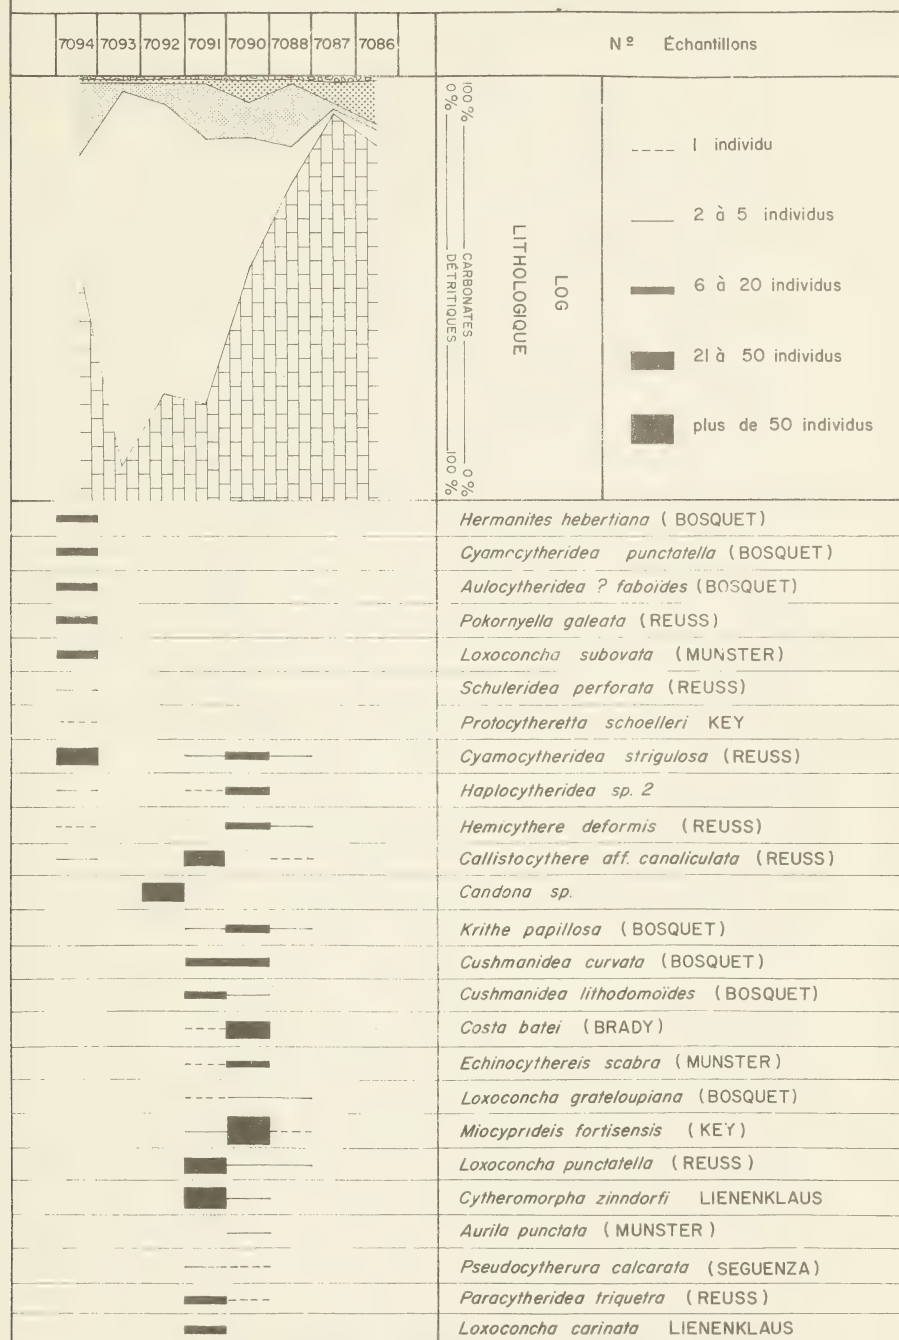 7094 7093 7092 7091 7090 7088 7087 7086 Nº Échantillons
100 %
0 %
CARBONATES
DÉTRITIQUES
0 %
100 %
LITHOLOGIQUE
LOG
1 individu
2 à 5 individus
6 à 20 individus
21 à 50 individus
plus de 50 individus
Hermanites hebertiana (BOSQUET)
Cyamocytheridea punctatella (BOSQUET)
Aulocytheridea ? faboïdes (BOSQUET)
Pokornyella galeata (REUSS)
Loxoconcha subovata (MUNSTER)
Schuleridea perforata (REUSS)
Protocytheretta schoelleri KEY
Cyamocytheridea strigulosa (REUSS)
Haplocytheridea sp. 2
Hemicythere deformis (REUSS)
Callistocythere aff. canaliculata (REUSS)
Candona sp.
Krithe papillosa (BOSQUET)
Cushmanidea curvata (BOSQUET)
Cushmanidea lithodomoïdes (BOSQUET)
Costa batei (BRADY)
Echinocythereis scabra (MUNSTER)
Loxoconcha grateloupiana (BOSQUET)
Miocyprideis fortisensis (KEY)
Loxoconcha punctatella (REUSS)
Cytheromorpha zinndorfi LIENENKLAUS
Aurila punctata (MUNSTER)
Pseudocytherura calcarata (SEGUENZA)
Paracytheridea triquetra (REUSS)
Loxoconcha carinata LIENENKLAUS